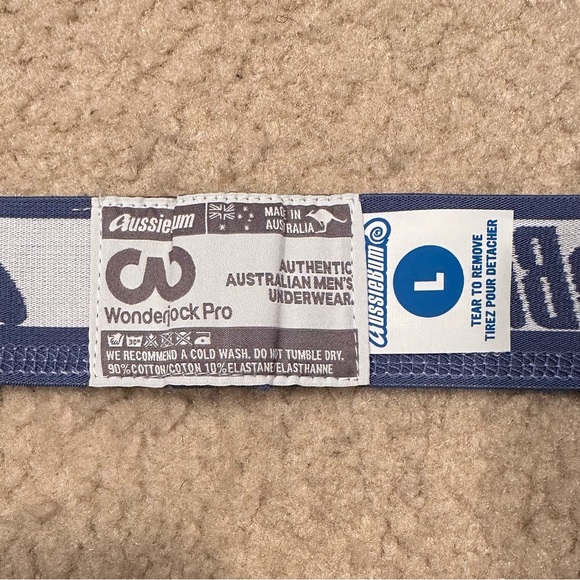 aussieBum
MADE IN
AUSTRALIA
Wonderjock Pro
AUTHENTIC
AUSTRALIAN MEN'S
UNDERWEAR.
30°
WE RECOMMEND A COLD WASH. DO NOT TUMBLE DRY.
90% COTTON/COTON 10% ELASTANE/ELASTHANNE
aussieBum
L
TEAR TO REMOVE
TIREZ POUR DETACHER
B